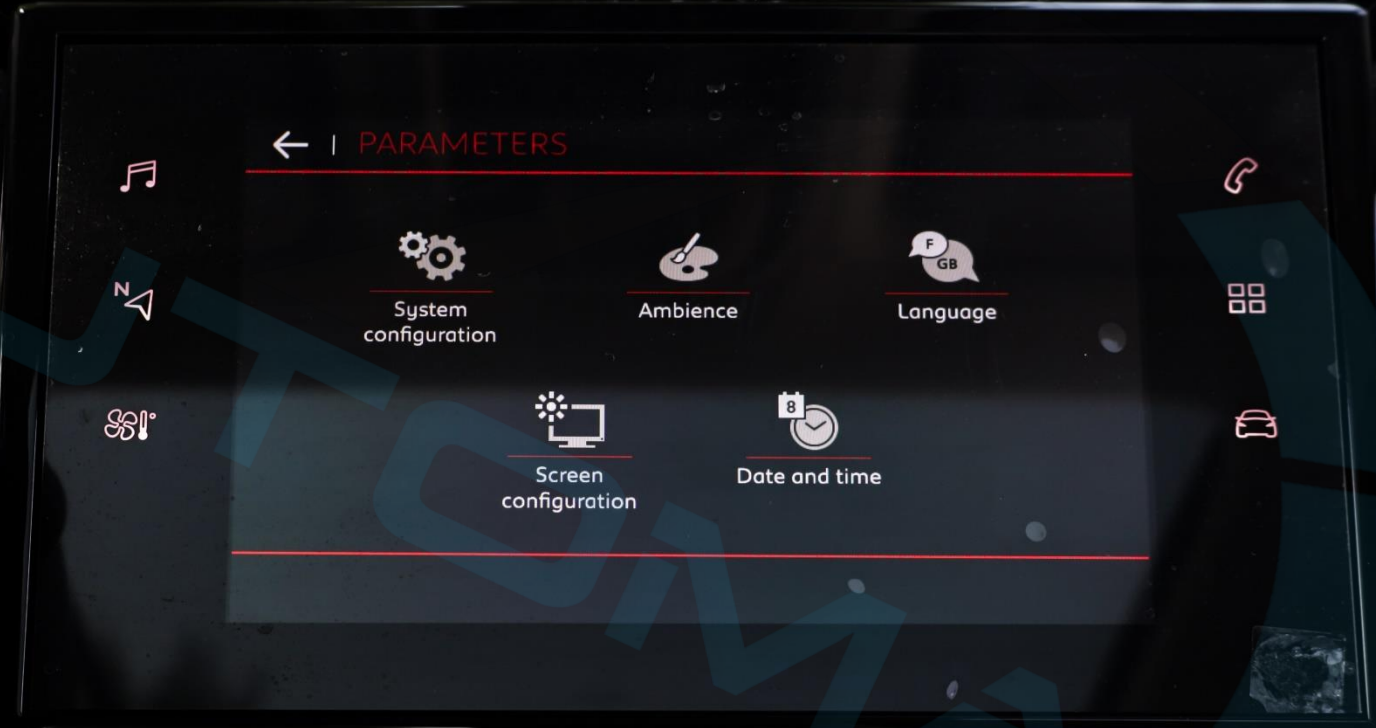 PARAMETERS
F
GB
System
configuration
Ambience
Language
N
8
Screen
configuration
Date and time